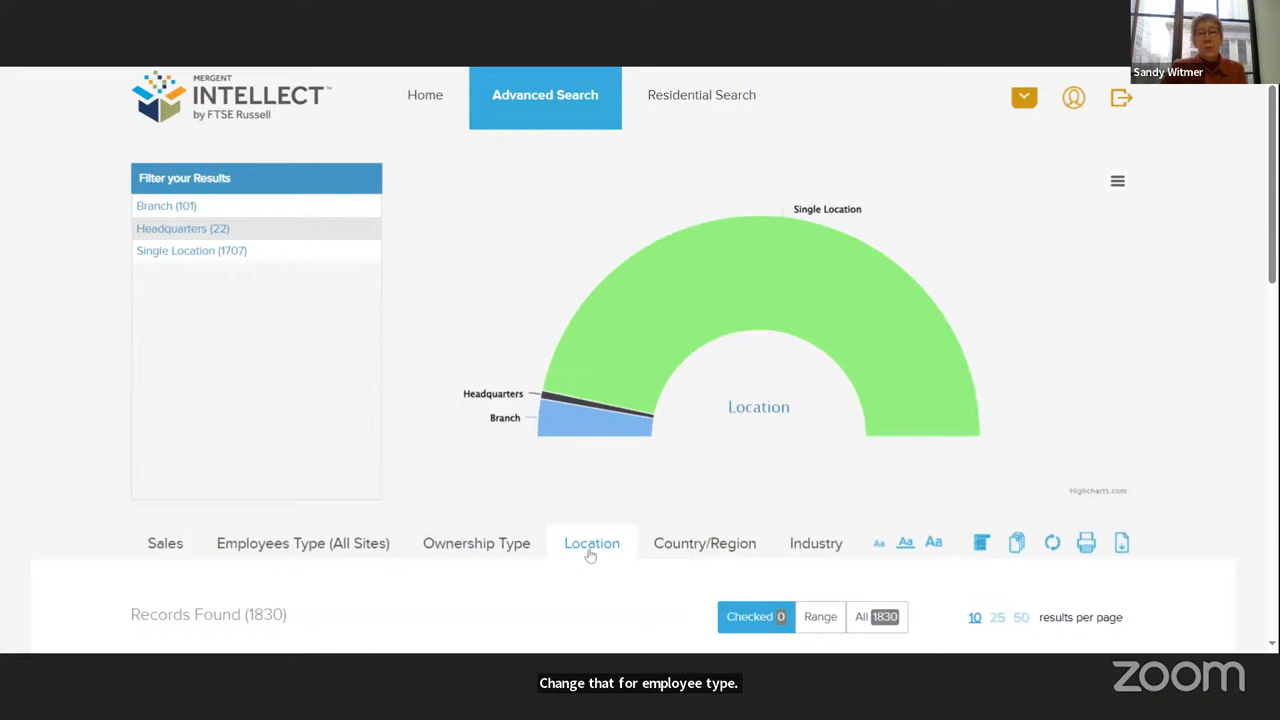 Sandy Witmer
MERGENT
INTELLECT™
by FTSE Russell
Home
Advanced Search
Residential Search
Filter your Results
Branch (101)
Headquarters (22)
Single Location (1707)
Single Location
Headquarters
Branch
Location
Highcharts.com
Sales
Employees Type (All Sites)
Ownership Type
Location
Country/Region
Industry
Aa
Aa
Aa
Records Found (1830)
Checked 0
Range
All 1830
10 25 50 results per page
Change that for employee type.
zoom